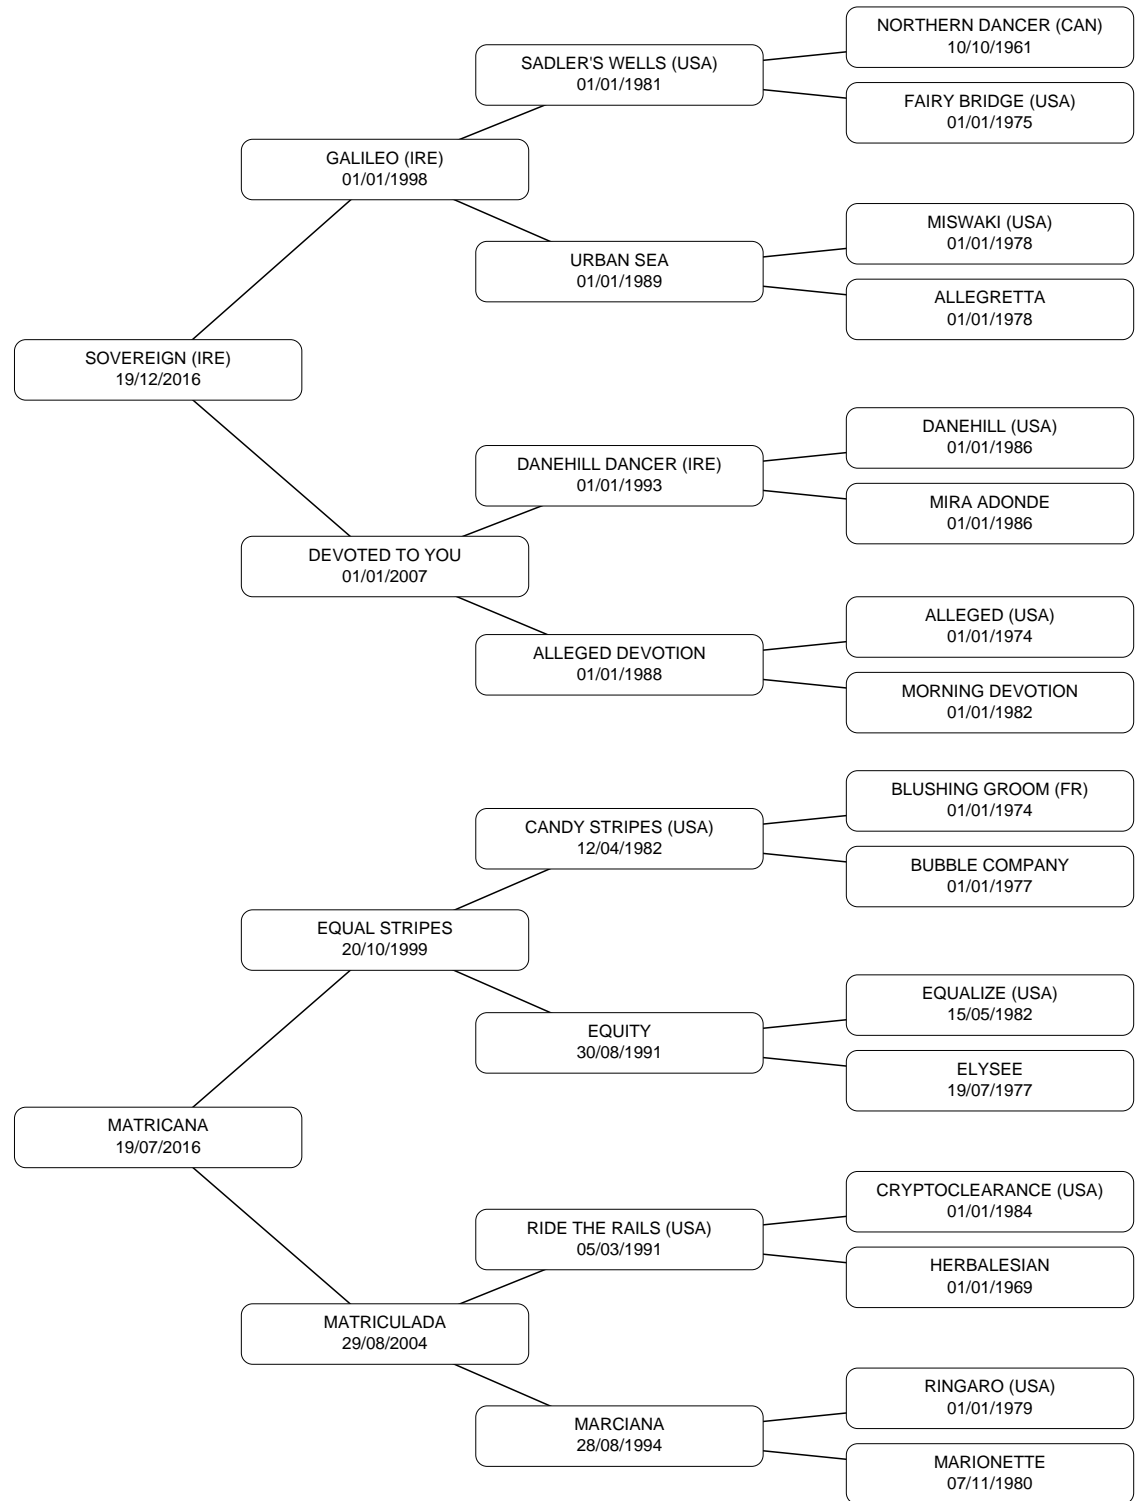 NORTHERN DANCER (CAN)
10/10/1961
SADLER'S WELLS (USA)
01/01/1981
FAIRY BRIDGE (USA)
01/01/1975
GALILEO (IRE)
01/01/1998
MISWAKI (USA)
01/01/1978
URBAN SEA
01/01/1989
ALLEGRETTA
01/01/1978
SOVEREIGN (IRE)
19/12/2016
DANEHILL (USA)
01/01/1986
DANEHILL DANCER (IRE)
01/01/1993
MIRA ADONDE
01/01/1986
DEVOTED TO YOU
01/01/2007
ALLEGED (USA)
01/01/1974
ALLEGED DEVOTION
01/01/1988
MORNING DEVOTION
01/01/1982
BLUSHING GROOM (FR)
01/01/1974
CANDY STRIPES (USA)
12/04/1982
BUBBLE COMPANY
01/01/1977
EQUAL STRIPES
20/10/1999
EQUALIZE (USA)
15/05/1982
EQUITY
30/08/1991
ELYSEE
19/07/1977
MATRICANA
19/07/2016
CRYPTOCLEARANCE (USA)
01/01/1984
RIDE THE RAILS (USA)
05/03/1991
HERBALESIAN
01/01/1969
MATRICULADA
29/08/2004
RINGARO (USA)
01/01/1979
MARCIANA
28/08/1994
MARIONETTE
07/11/1980